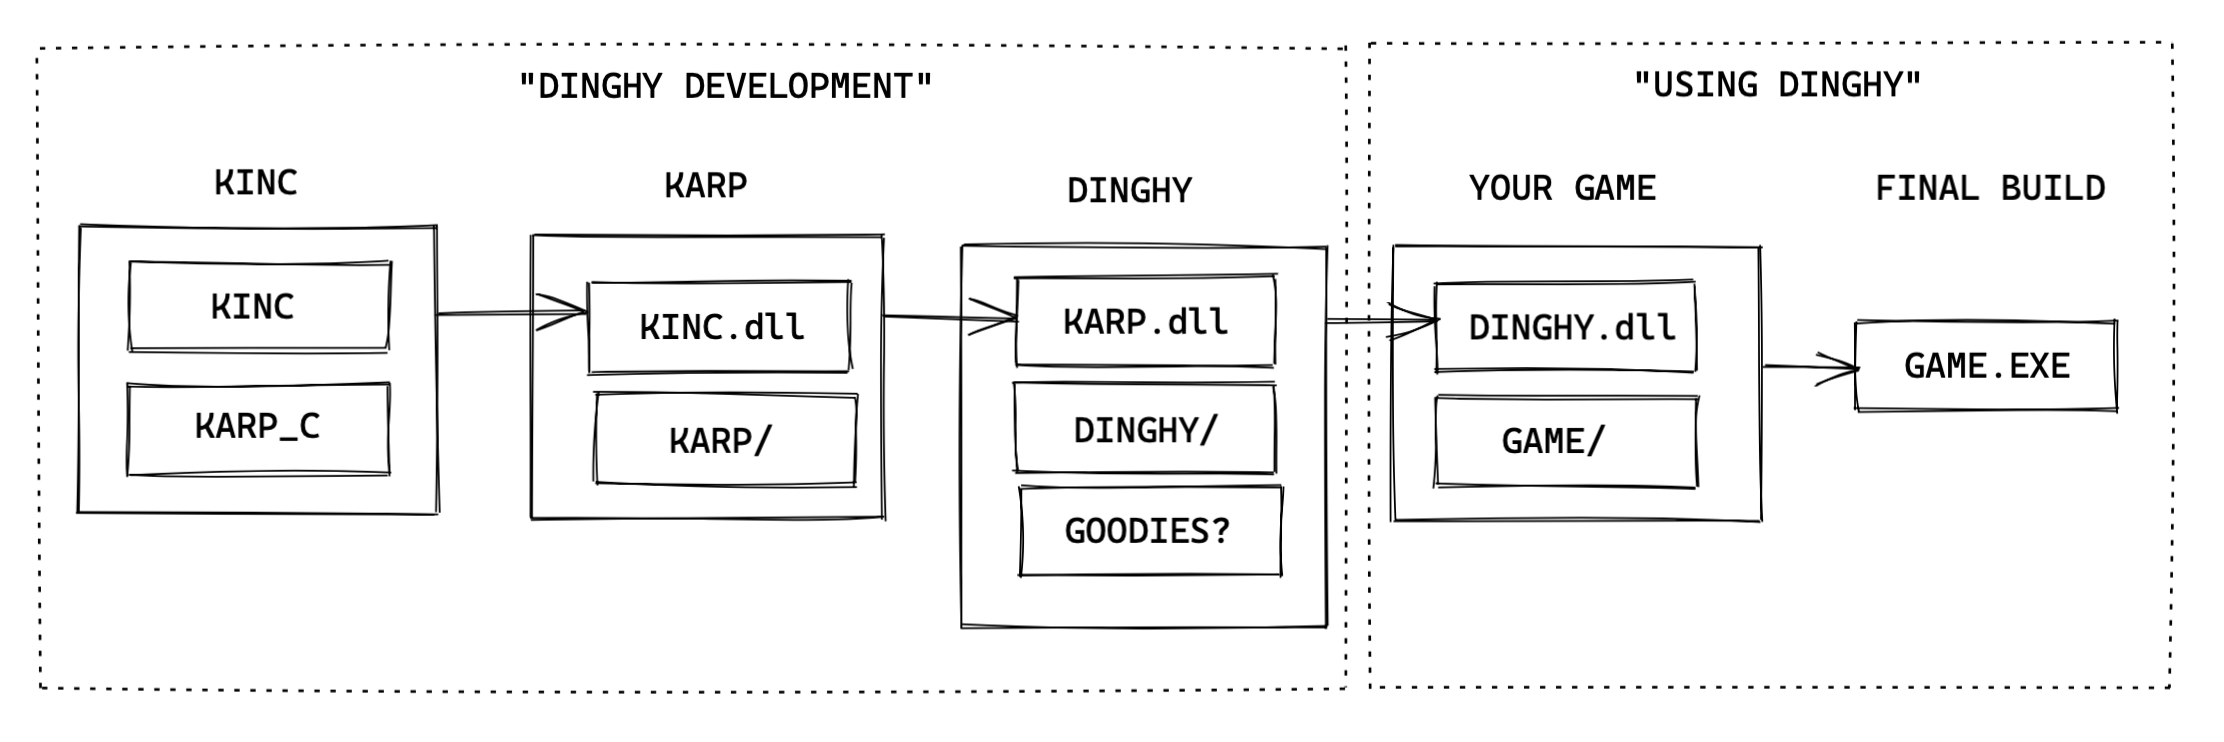 "DINGHY DEVELOPMENT"
KINC
KINC
KARP_C
KARP
KINC.dll
KARP/
DINGHY
KARP.dll
DINGHY/
GOODIES?
"USING DINGHY"
YOUR GAME
DINGHY.dll
GAME/
FINAL BUILD
GAME.EXE